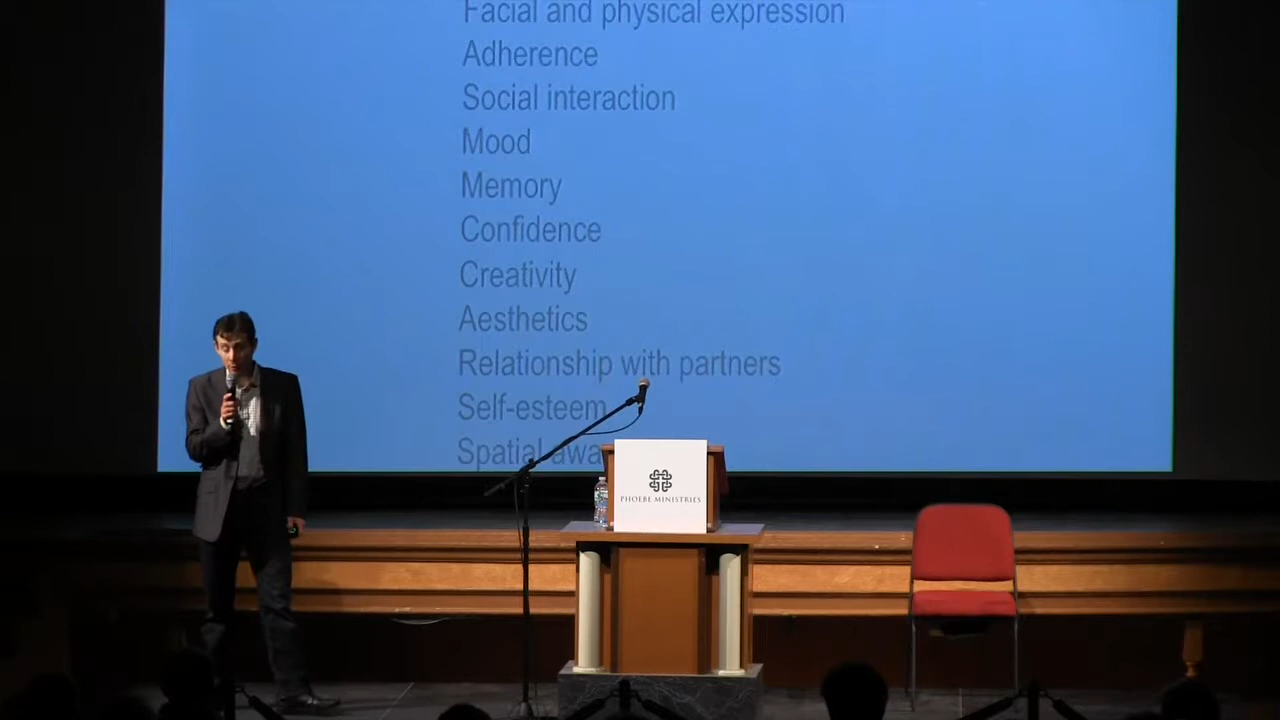 Facial and physical expression
Adherence
Social interaction
Mood
Memory
Confidence
Creativity
Aesthetics
Relationship with partners
Self-esteem
Spatial
PHOEBE MINISTRIES